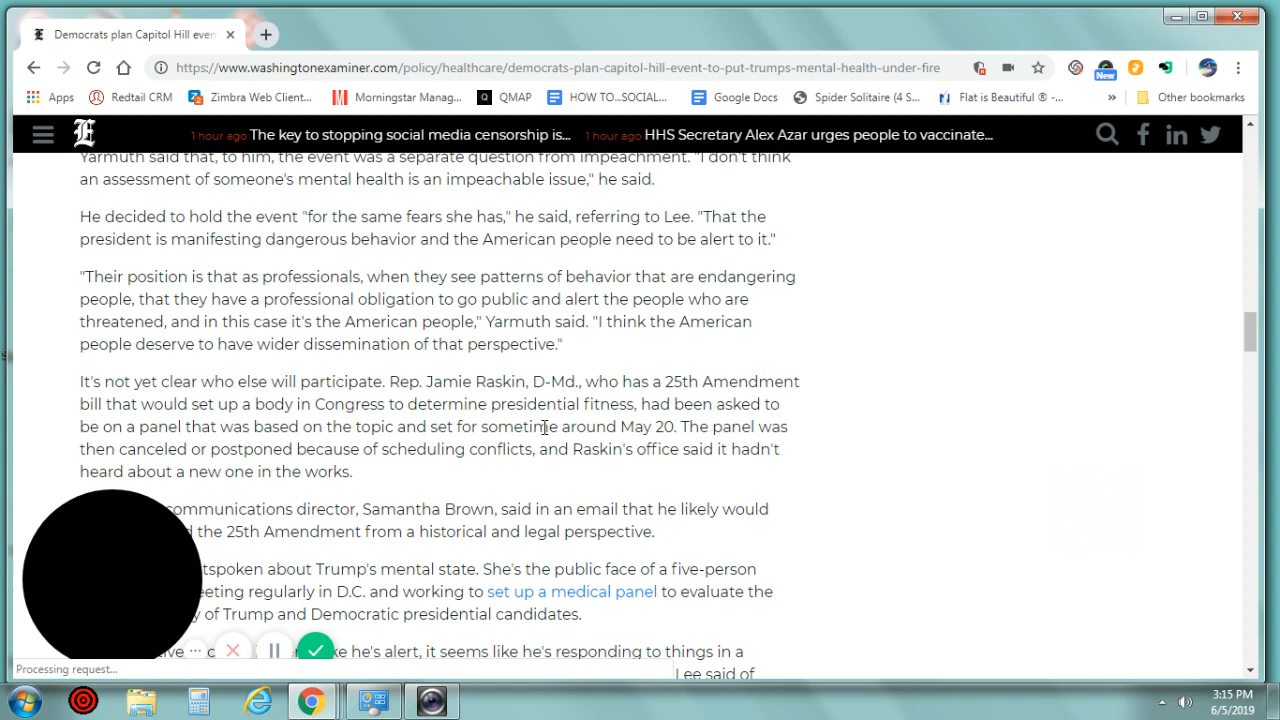 Democrats plan Capitol Hill even
https://www.washingtonexaminer.com/policy/healthcare/democrats-plan-capitol-hill-event-to-put-trumps-mental-health-under-fire
New
Apps Redtail CRM Zimbra Web Client... Morningstar Manag... QMAP HOW TO...SOCIAL... Google Docs Spider Solitaire (4 S... Flat is Beautiful ® -... » Other bookmarks
E 1 hour ago The key to stopping social media censorship is... 1 hour ago HHS Secretary Alex Azar urges people to vaccinate...
Yarmuth said that, to him, the event was a separate question from impeachment. "I don't think
an assessment of someone's mental health is an impeachable issue," he said.
He decided to hold the event "for the same fears she has," he said, referring to Lee. "That the
president is manifesting dangerous behavior and the American people need to be alert to it."
"Their position is that as professionals, when they see patterns of behavior that are endangering
people, that they have a professional obligation to go public and alert the people who are
threatened, and in this case it's the American people," Yarmuth said. "I think the American
people deserve to have wider dissemination of that perspective."
It's not yet clear who else will participate. Rep. Jamie Raskin, D-Md., who has a 25th Amendment
bill that would set up a body in Congress to determine presidential fitness, had been asked to
be on a panel that was based on the topic and set for sometime around May 20. The panel was
then canceled or postponed because of scheduling conflicts, and Raskin's office said it hadn't
heard about a new one in the works.
communications director, Samantha Brown, said in an email that he likely would
the 25th Amendment from a historical and legal perspective.
tspoken about Trump's mental state. She's the public face of a five-person
eeting regularly in D.C. and working to set up a medical panel to evaluate the
y of Trump and Democratic presidential candidates.
ke he's alert, it seems like he's responding to things in a
Processing request...
Lee said of
3:15 PM
6/5/2019